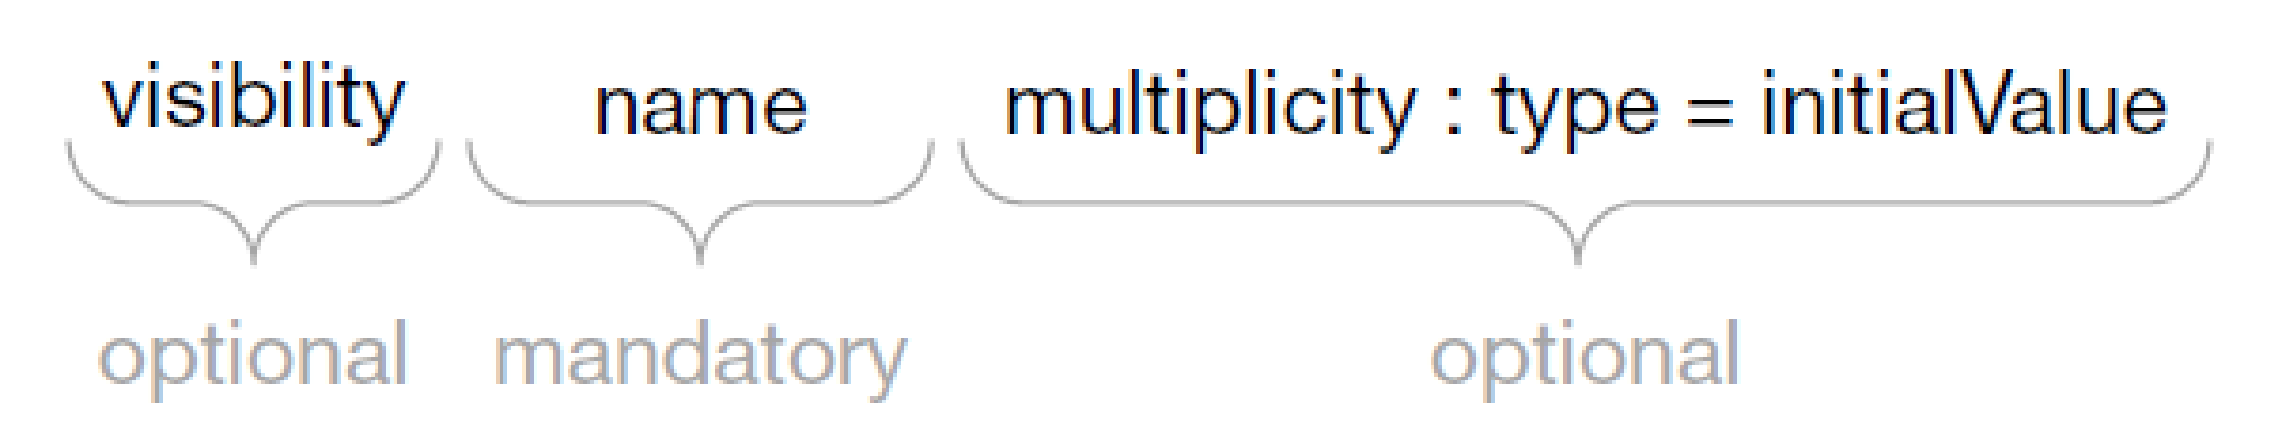 visibility name multiplicity : type = initialValue
optional mandatory optional